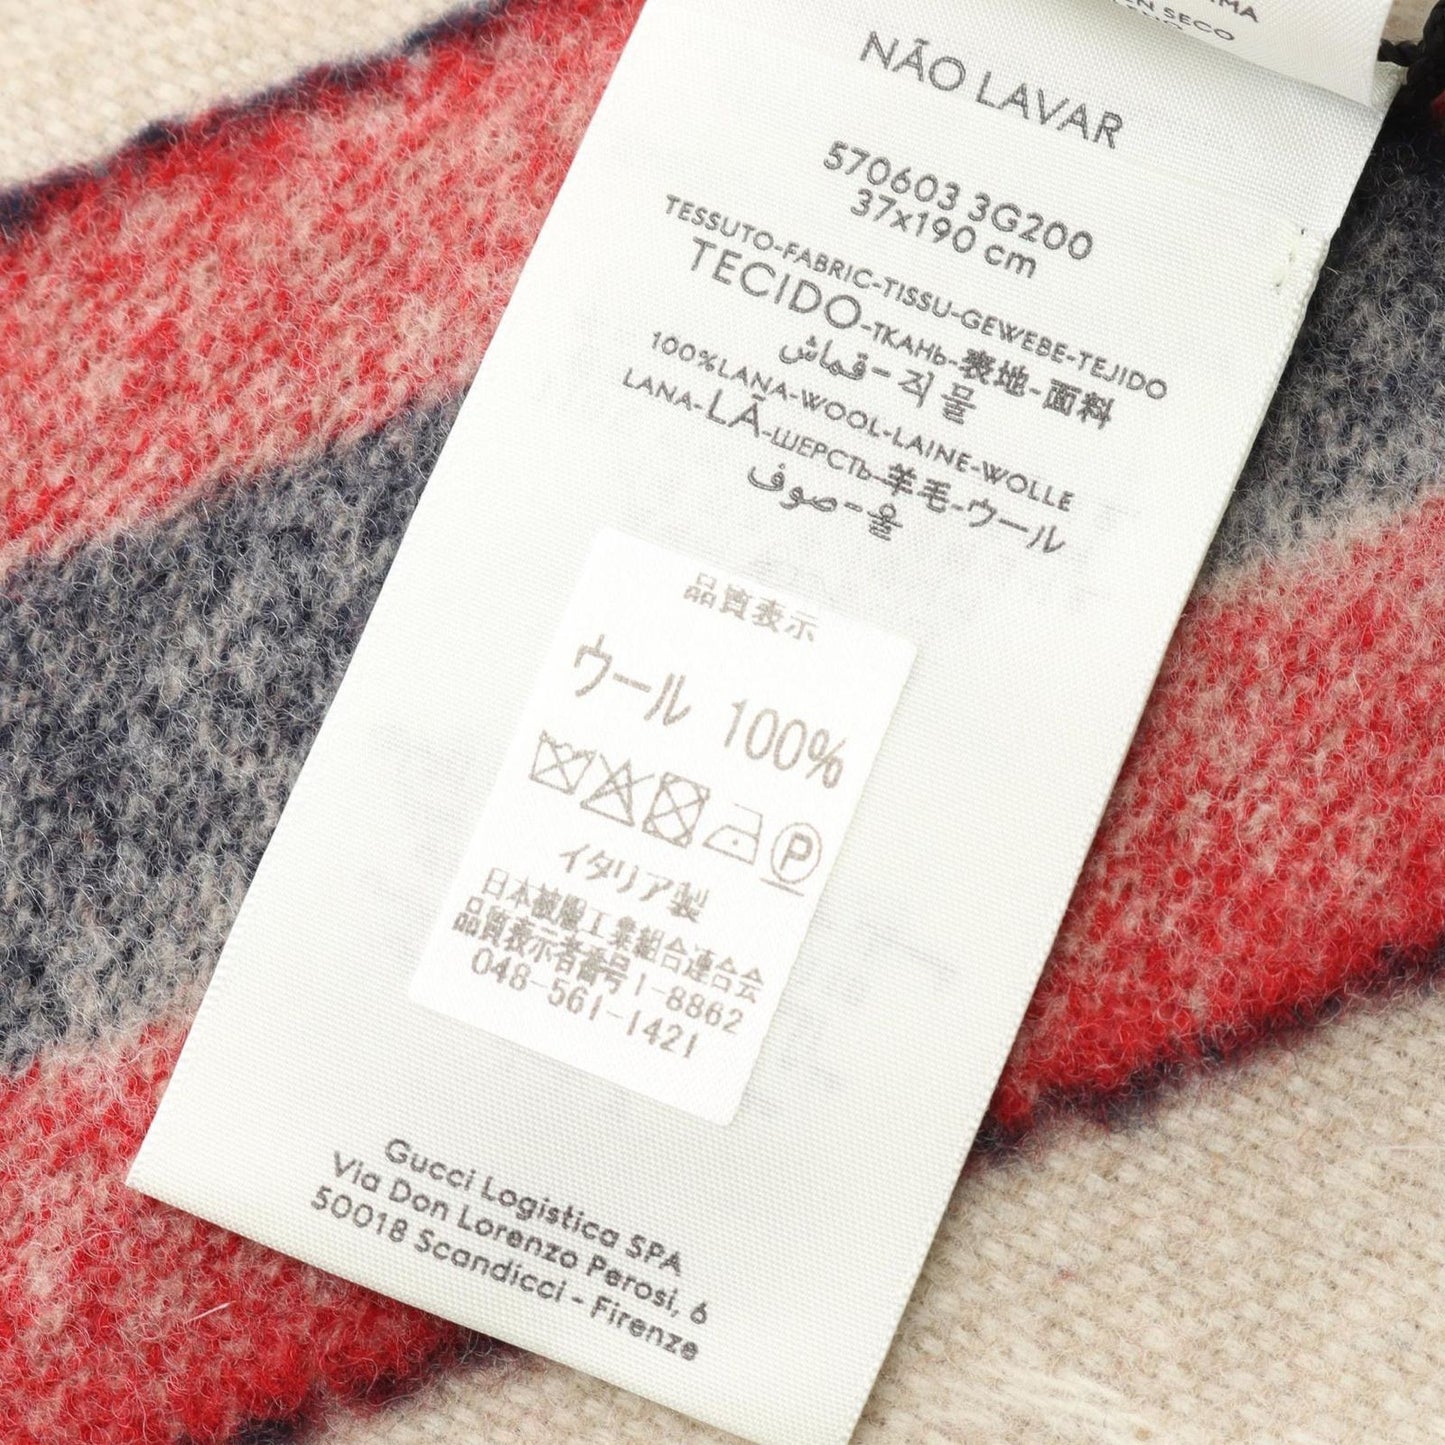 EN SECO
NÃO LAVAR
570603 3G200
37x190 cm
TESSUTO-FABRIC-TISSU-GEWEBE-TEJIDO
TECIDO-ТКАНЬ-表地-面料
قماش - 직물
100%LANA-WOOL-LAINE-WOLLE
LANA-LÃ-ШЕРСТЬ-羊毛-ウール
صوف - 울
品質表示
ウール 100%
P
イタリア製
日本被服工業組合連合会
品質表示者番号1-8862
048-561-1421
Gucci Logistica SPA
Via Don Lorenzo Perosi, 6
50018 Scandicci - Firenze